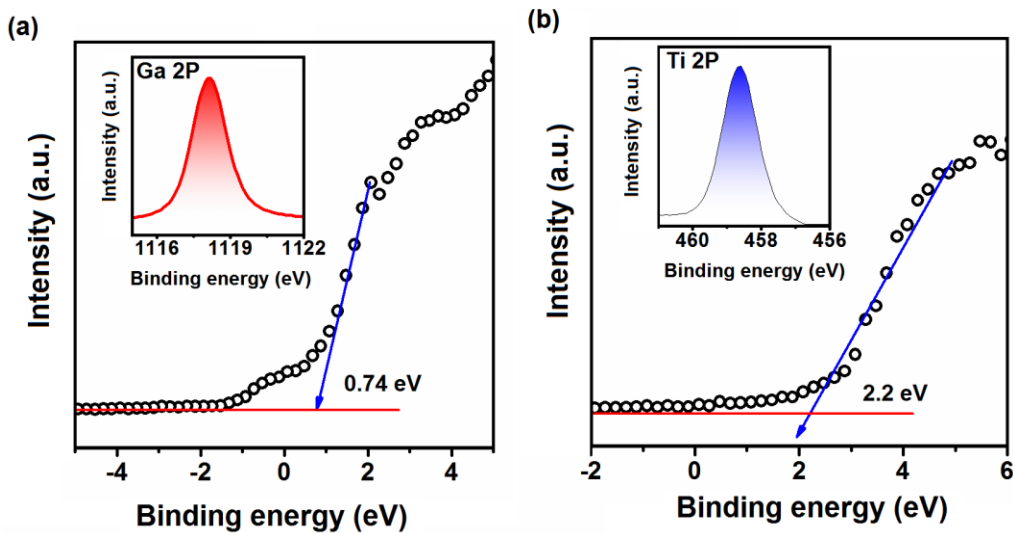 (a)
Ga 2P
Intensity (a.u.)
1116 1119 1122
Binding energy (eV)
0.74 eV
Intensity (a.u.)
-4 -2 0 2 4
Binding energy (eV)
(b)
Ti 2P
Intensity (a.u.)
460 458 456
Binding energy (eV)
2.2 eV
Intensity (a.u.)
-2 0 2 4 6
Binding energy (eV)